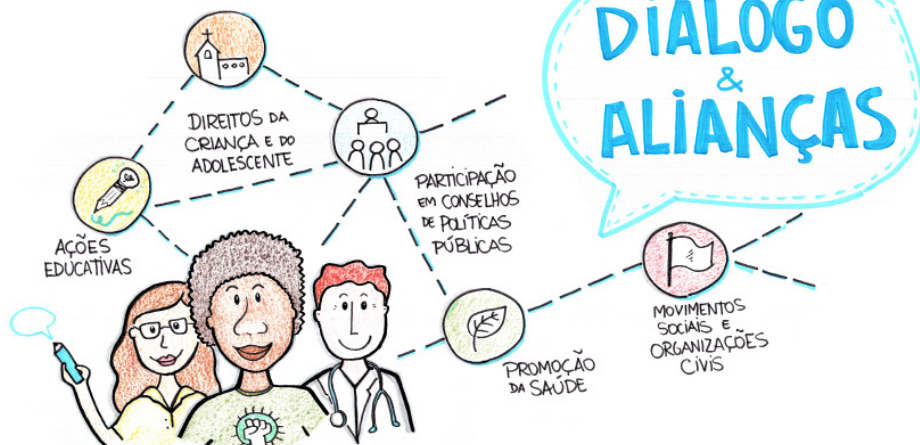 DIÁLOGO
&
ALIANÇAS
DIREITOS DA
CRIANÇA E DO
ADOLESCENTE
PARTICIPAÇÃO
EM CONSELHOS
DE POLÍTICAS
PÚBLICAS
AÇÕES
EDUCATIVAS
MOVIMENTOS
SOCIAIS E
ORGANIZAÇÕES
CIVIS
PROMOÇÃO
DA SAÚDE